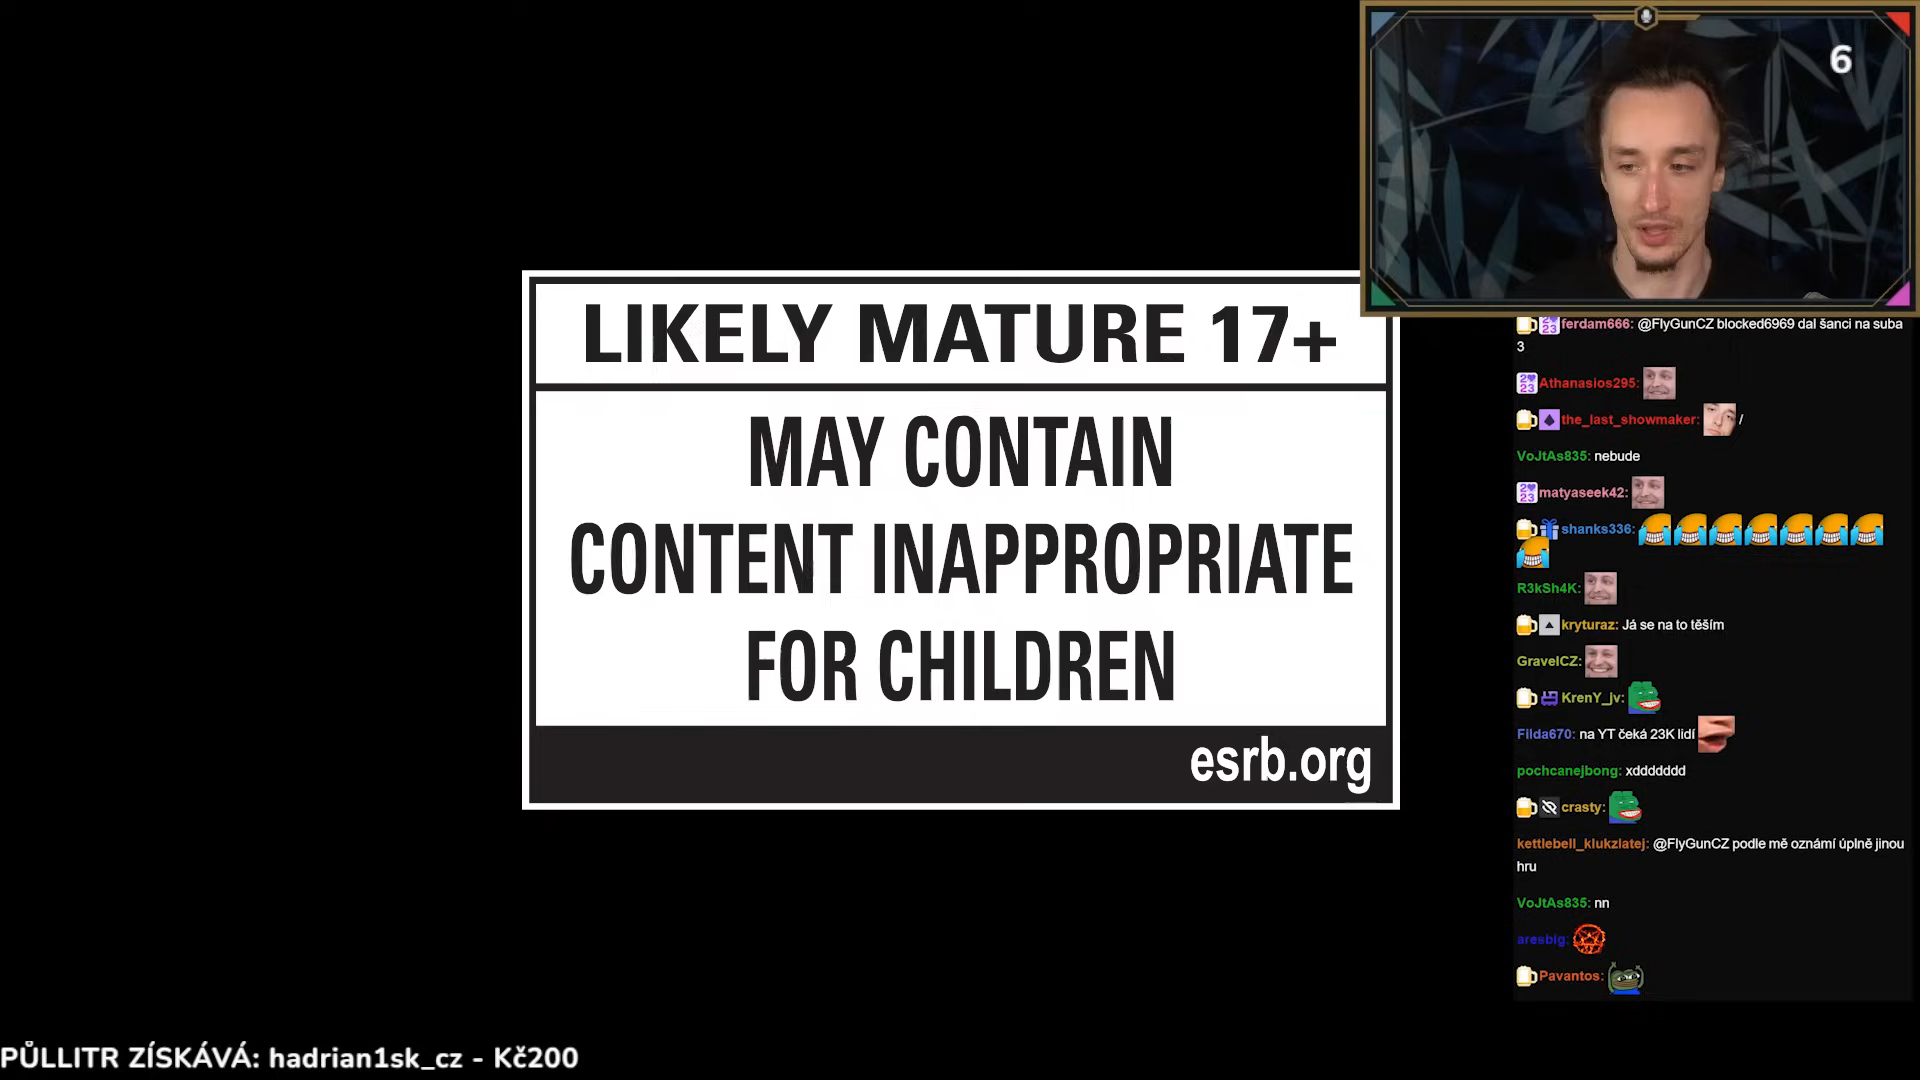 6
LIKELY MATURE 17+
MAY CONTAIN
CONTENT INAPPROPRIATE
FOR CHILDREN
esrb.org
ferdam666: @FlyGunCZ blocked6969 dal šanci na suba
3
Athanasios295:
the_last_showmaker: /
VoJtAs835: nebude
matyaseek42:
shanks336:
R3kSh4K:
kryturaz: Já se na to těším
GravelCZ:
KrenY_jv:
Filda670: na YT čeká 23K lidí
pochcanejbong: xddddddd
crasty:
kettlebell_klukzlatej: @FlyGunCZ podle mě oznámí úplně jinou
hru
VoJtAs835: nn
aresbig:
Pavantos:
PŮLLITR ZÍSKÁVÁ: hadrian1sk_cz - Kč200